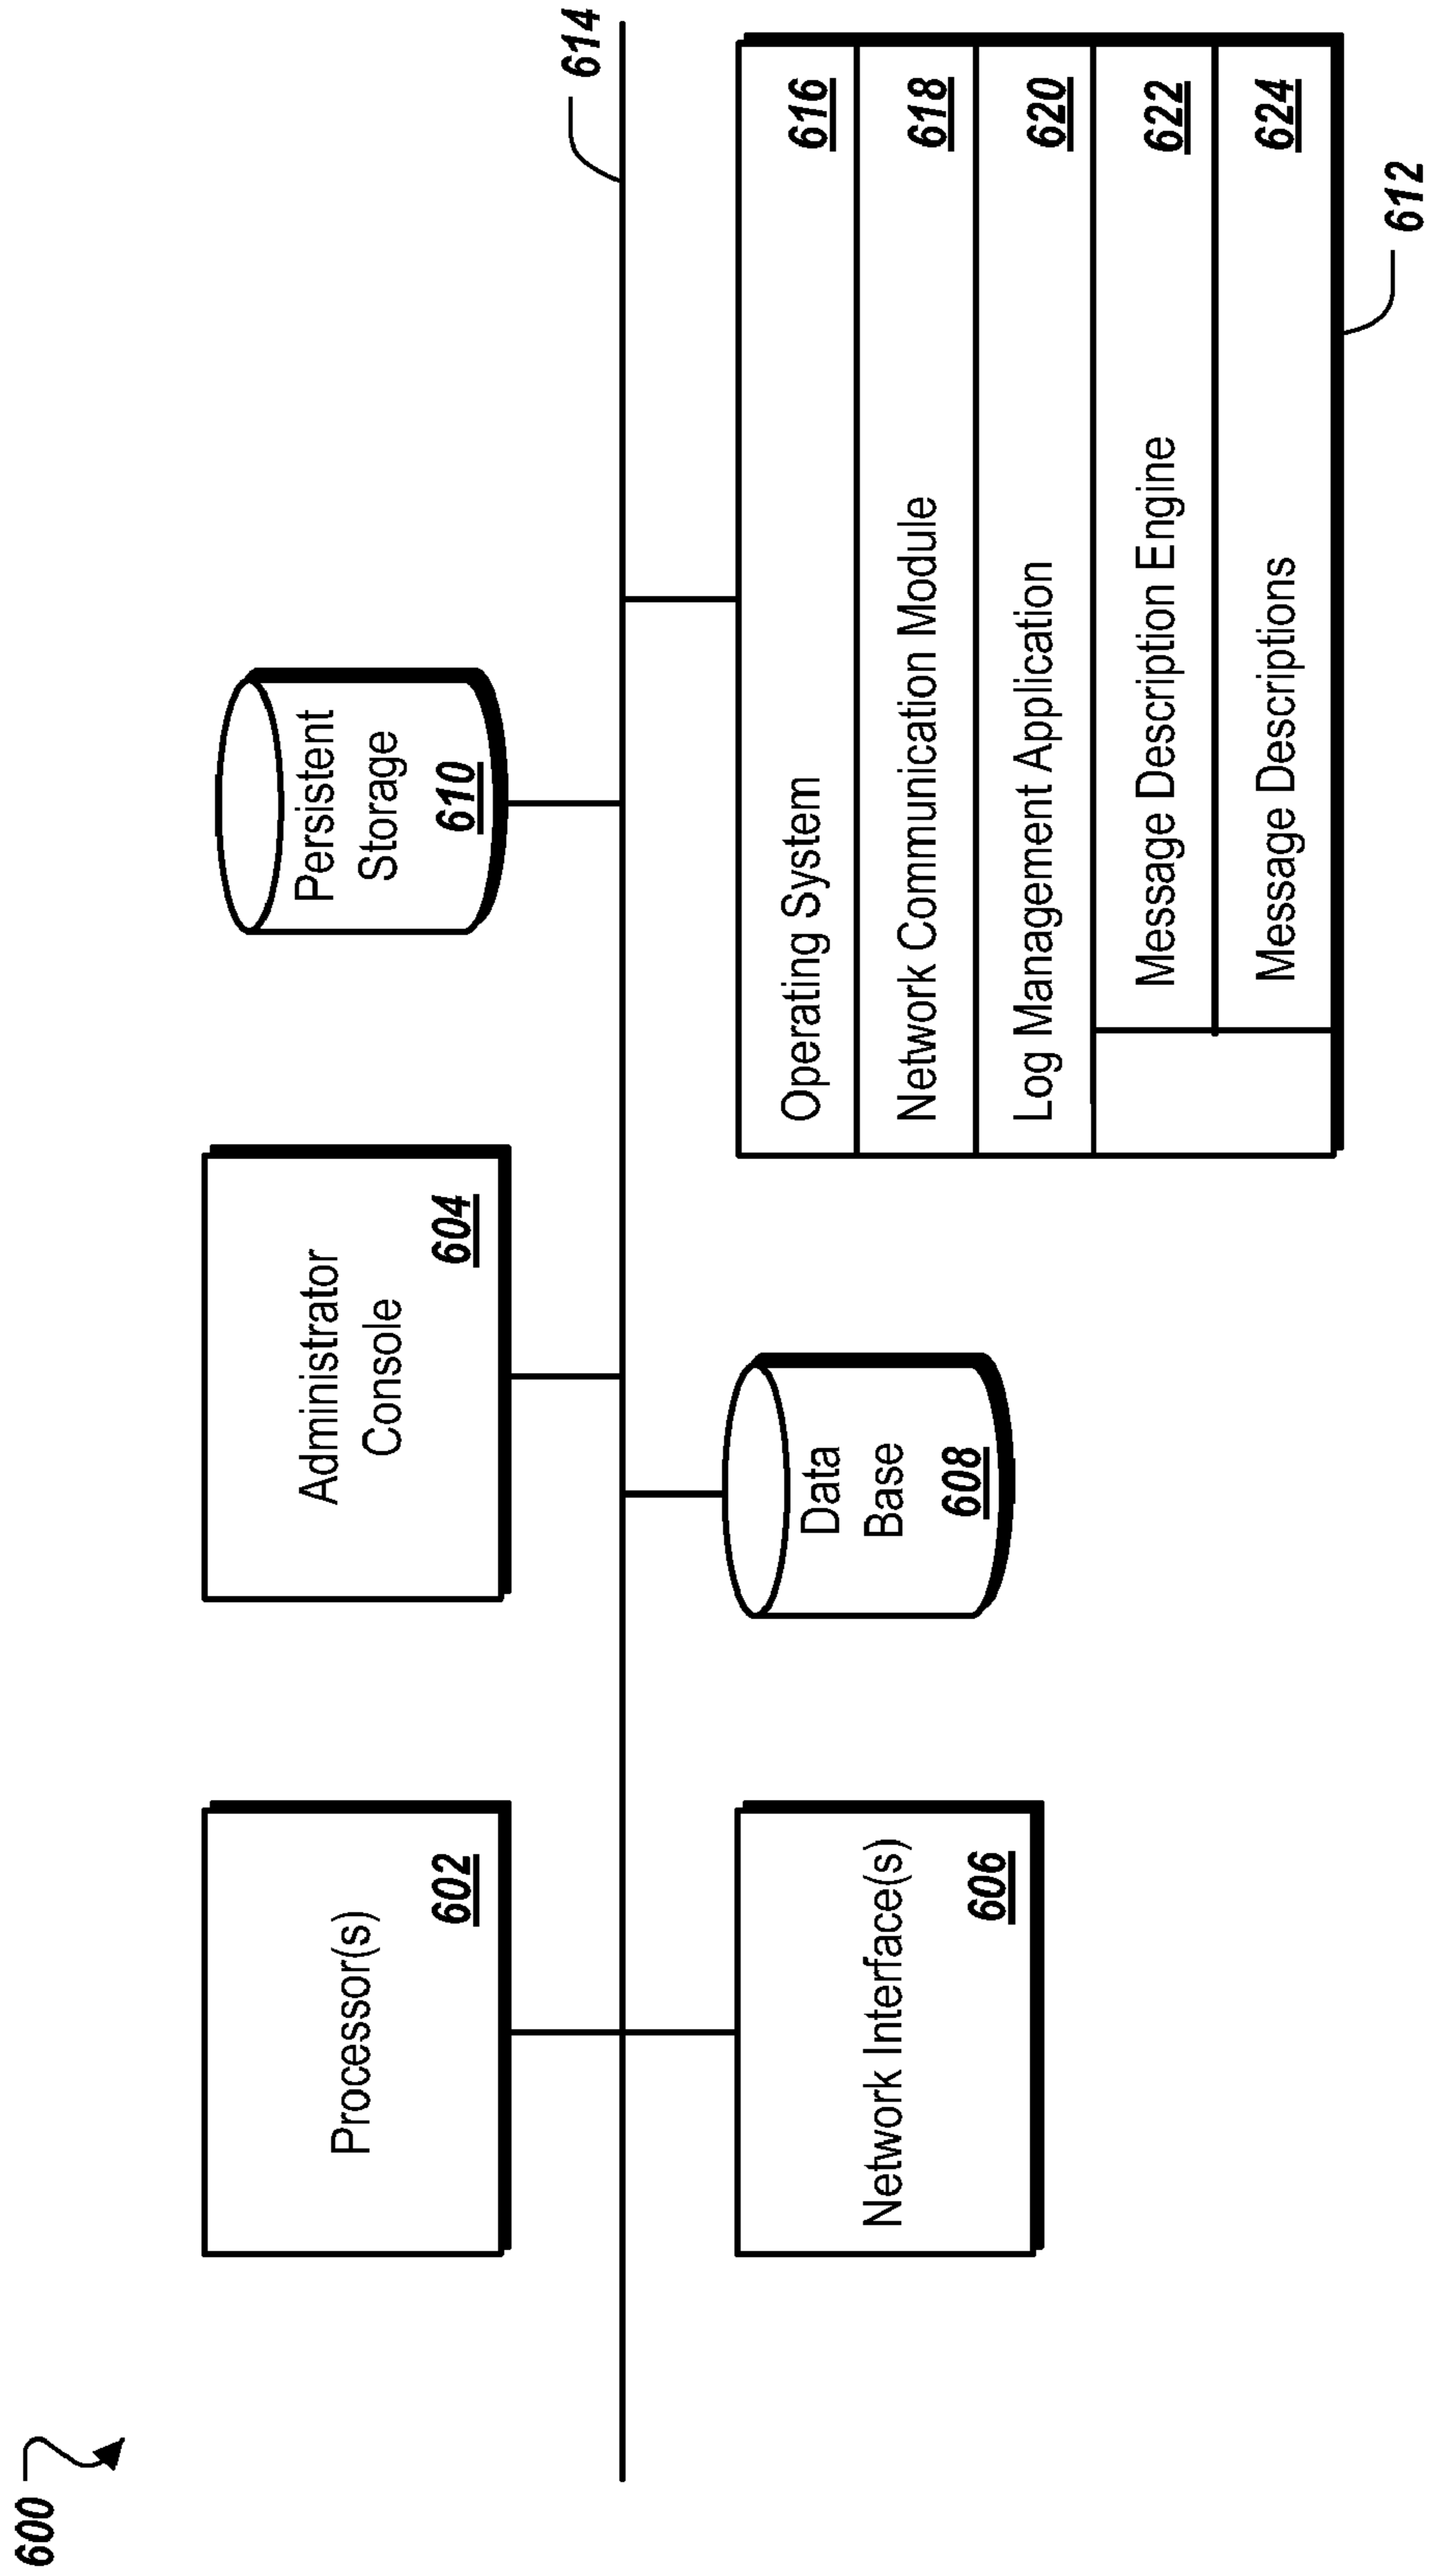 600
Processor(s)
602
Administrator
Console
604
Persistent
Storage
610
614
Network Interface(s)
606
Data
Base
608
Operating System 616
Network Communication Module 618
Log Management Application 620
Message Description Engine 622
Message Descriptions 624
612